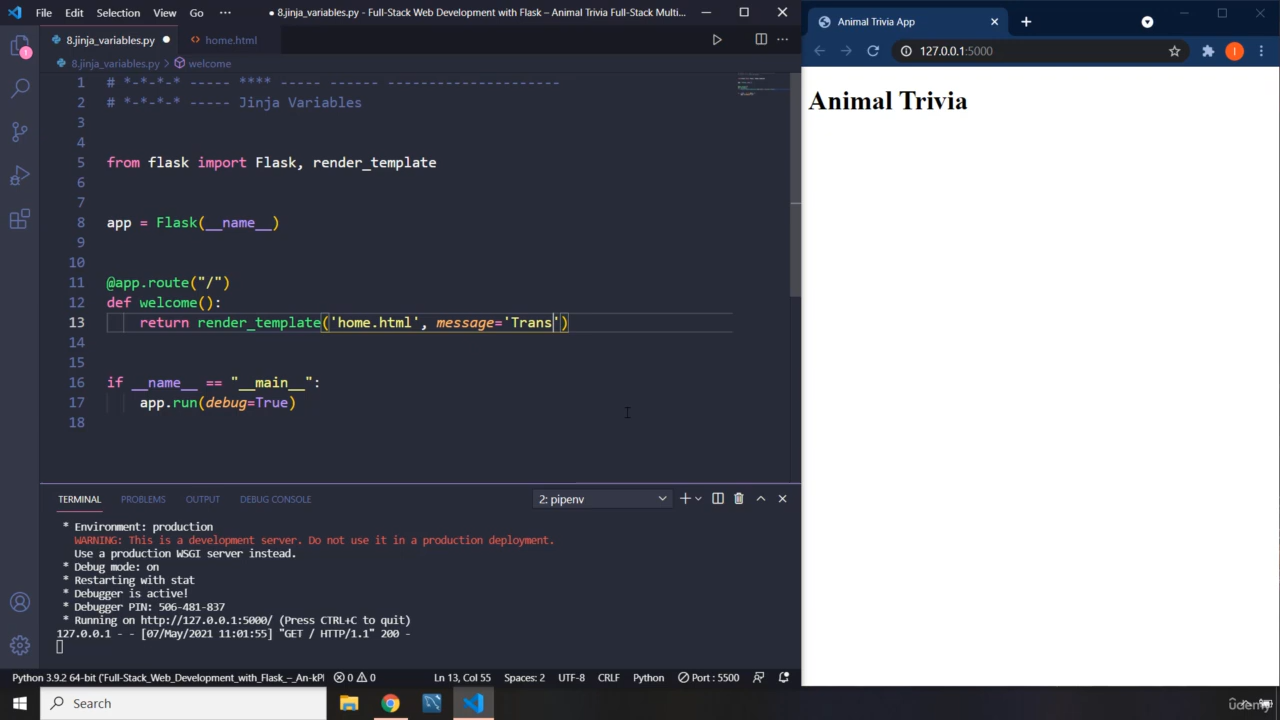 File Edit Selection View Go ··· ● 8.jinja_variables.py - Full-Stack Web Development with Flask – Animal Trivia Full-Stack Multi...
8.jinja_variables.py ● <> home.html
8.jinja_variables.py > welcome
1 # *-*-*-* ----- **** ----- ------ ---------------------
2 # *-*-*-* ----- Jinja Variables
3
4
5 from flask import Flask, render_template
6
7
8 app = Flask(__name__)
9
10
11 @app.route("/")
12 def welcome():
13 return render_template('home.html', message='Trans')
14
15
16 if __name__ == "__main__":
17 app.run(debug=True)
18
TERMINAL PROBLEMS OUTPUT DEBUG CONSOLE 2: pipenv
* Environment: production
WARNING: This is a development server. Do not use it in a production deployment.
Use a production WSGI server instead.
* Debug mode: on
* Restarting with stat
* Debugger is active!
* Debugger PIN: 506-481-837
* Running on http://127.0.0.1:5000/ (Press CTRL+C to quit)
127.0.0.1 - - [07/May/2021 11:01:55] "GET / HTTP/1.1" 200 -
Python 3.9.2 64-bit ('Full-Stack_Web_Development_with_Flask_–_An-kPl 0 0 Ln 13, Col 55 Spaces: 2 UTF-8 CRLF Python Port : 5500
Search
1
Animal Trivia App
127.0.0.1:5000
I
Animal Trivia
udemy